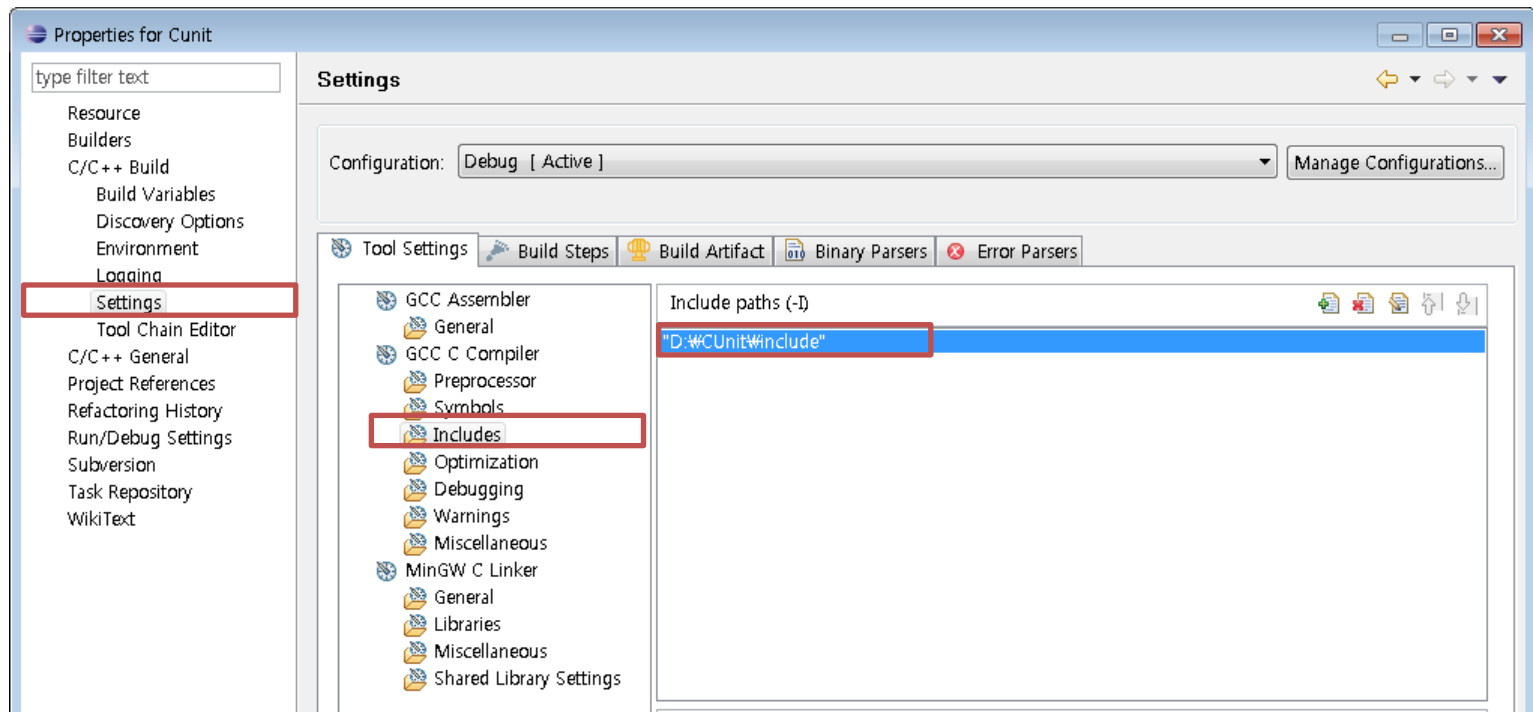 Properties for Cunit
type filter text
Resource
Builders
C/C++ Build
Build Variables
Discovery Options
Environment
Logging
Settings
Tool Chain Editor
C/C++ General
Project References
Refactoring History
Run/Debug Settings
Subversion
Task Repository
WikiText
Settings
Configuration: Debug [ Active ] Manage Configurations...
Tool Settings Build Steps Build Artifact Binary Parsers Error Parsers
GCC Assembler
General
GCC C Compiler
Preprocessor
Symbols
Includes
Optimization
Debugging
Warnings
Miscellaneous
MinGW C Linker
General
Libraries
Miscellaneous
Shared Library Settings
Include paths (-I)
"D:₩CUnit₩include"